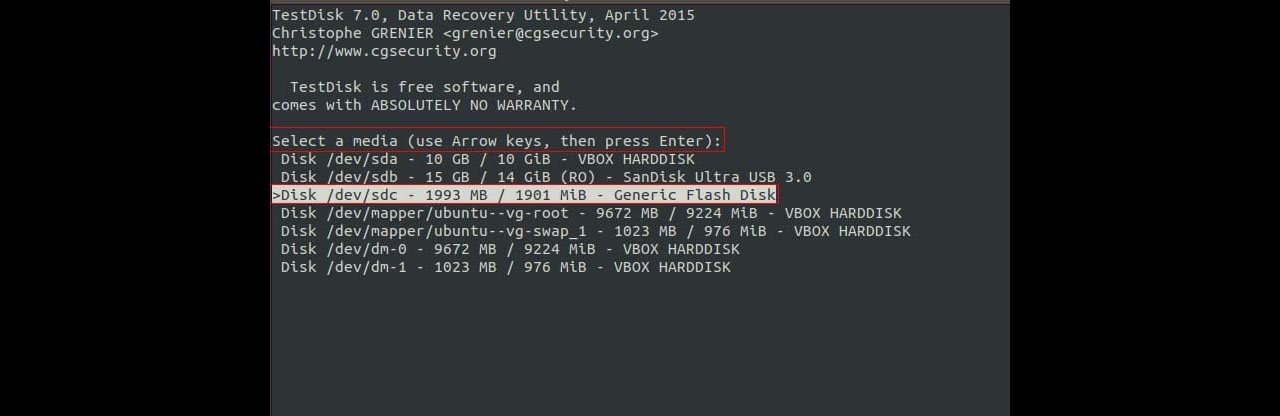 TestDisk 7.0, Data Recovery Utility, April 2015
Christophe GRENIER <grenier@cgsecurity.org>
http://www.cgsecurity.org
TestDisk is free software, and
comes with ABSOLUTELY NO WARRANTY.
Select a media (use Arrow keys, then press Enter):
Disk /dev/sda - 10 GB / 10 GiB - VBOX HARDDISK
Disk /dev/sdb - 15 GB / 14 GiB (RO) - SanDisk Ultra USB 3.0
>Disk /dev/sdc - 1993 MB / 1901 MiB - Generic Flash Disk
Disk /dev/mapper/ubuntu--vg-root - 9672 MB / 9224 MiB - VBOX HARDDISK
Disk /dev/mapper/ubuntu--vg-swap_1 - 1023 MB / 976 MiB - VBOX HARDDISK
Disk /dev/dm-0 - 9672 MB / 9224 MiB - VBOX HARDDISK
Disk /dev/dm-1 - 1023 MB / 976 MiB - VBOX HARDDISK